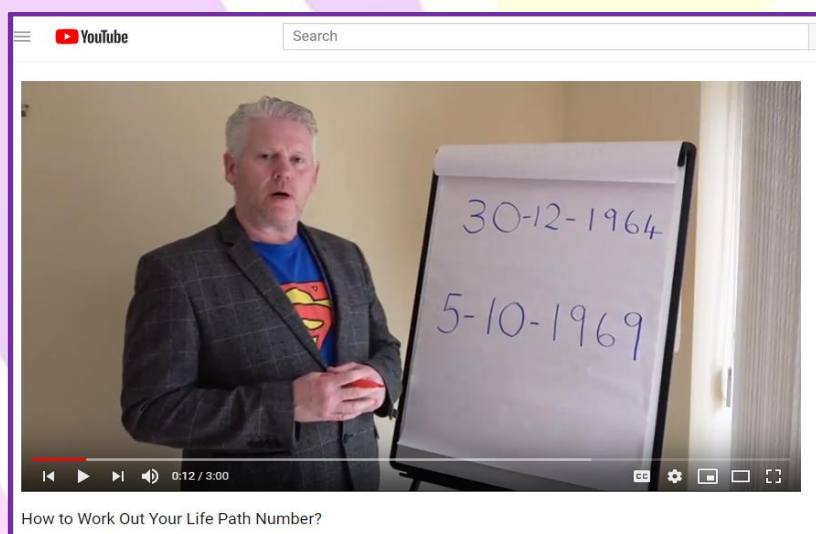 YouTube
Search
30-12-1964
5-10-1969
0:12 / 3:00
CC
How to Work Out Your Life Path Number?